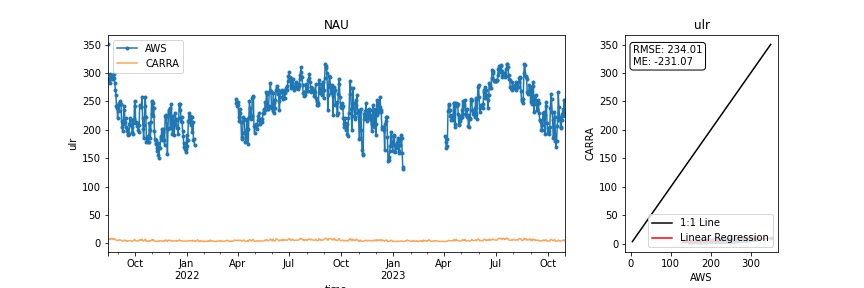 NAU
ulr
AWS
CARRA
350
300
250
200
150
100
50
0
ulr
Oct
Jan
2022
Apr
Jul
Oct
Jan
2023
Apr
Jul
Oct
RMSE: 234.01
ME: -231.07
350
300
250
200
150
100
50
0
CARRA
1:1 Line
Linear Regression
0
100
200
300
AWS